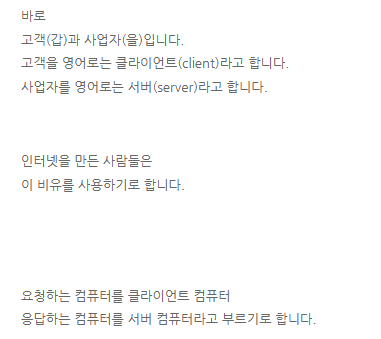 바로
고객(갑)과 사업자(을)입니다.
고객을 영어로는 클라이언트(client)라고 합니다.
사업자를 영어로는 서버(server)라고 합니다.
인터넷을 만든 사람들은
이 비유를 사용하기로 합니다.
요청하는 컴퓨터를 클라이언트 컴퓨터
응답하는 컴퓨터를 서버 컴퓨터라고 부르기로 합니다.